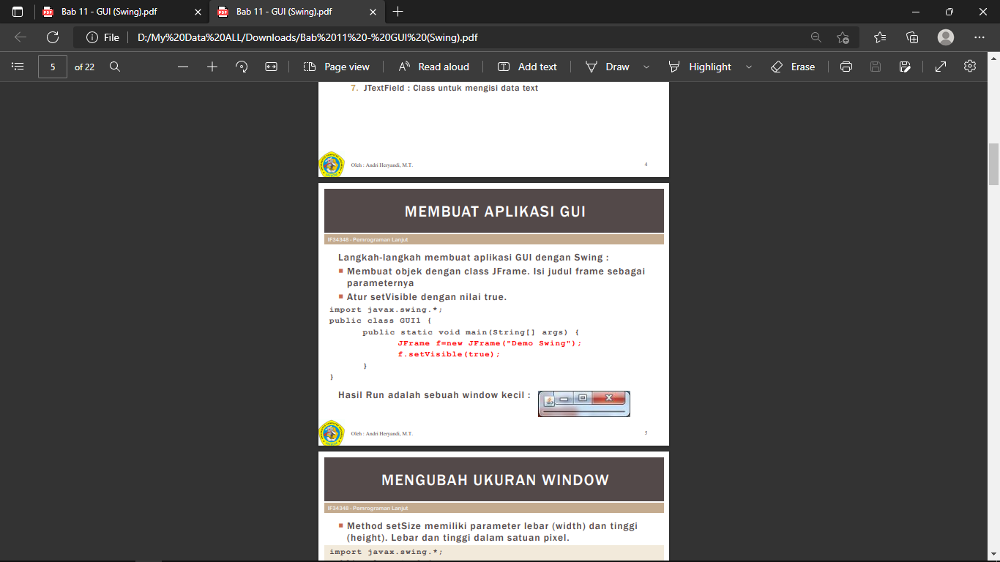 Bab 11 - GUI (Swing).pdf
Bab 11 - GUI (Swing).pdf
File
D:/My%20Data%20ALL/Downloads/Bab%2011%20-%20GUI%20(Swing).pdf
5 of 22
Page view
Read aloud
Add text
Draw
Highlight
Erase
7. JTextField : Class untuk mengisi data text
Oleh : Andri Heryandi, M.T.
4
MEMBUAT APLIKASI GUI
IF34348 - Pemrograman Lanjut
Langkah-langkah membuat aplikasi GUI dengan Swing :
Membuat objek dengan class JFrame. Isi judul frame sebagai
parameternya
Atur setVisible dengan nilai true.
import javax.swing.*;
public class GUI1 {
public static void main(String[] args) {
JFrame f=new JFrame("Demo Swing");
f.setVisible(true);
}
}
Hasil Run adalah sebuah window kecil :
Oleh : Andri Heryandi, M.T.
5
MENGUBAH UKURAN WINDOW
IF34348 - Pemrograman Lanjut
Method setSize memiliki parameter lebar (width) dan tinggi
(height). Lebar dan tinggi dalam satuan pixel.
import javax.swing.*;